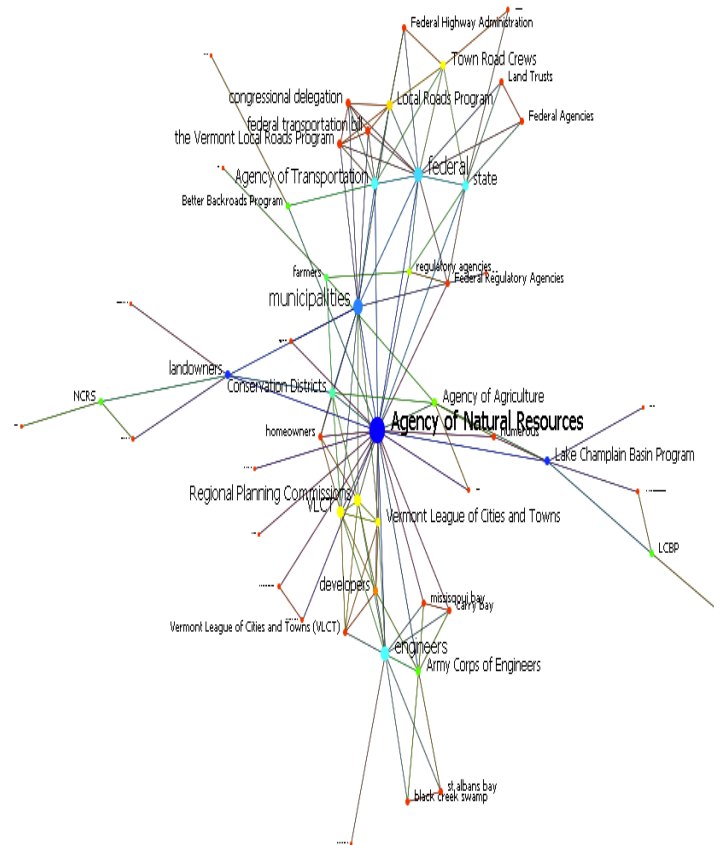 Federal Highway Administration
Town Road Crews
Land Trusts
congressional delegation
Local Roads Program
Federal Agencies
federal transportation bill
the Vermont Local Roads Program
federal
Agency of Transportation
state
Better Backroads Program
regulatory agencies
farmers
Federal Regulatory Agencies
municipalities
landowners
Conservation Districts
NCRS
Agency of Agriculture
Agency of Natural Resources
homeowners
numerous
Lake Champlain Basin Program
Regional Planning Commissions
VLCT
Vermont League of Cities and Towns
LCBP
developers
missisqoui bay
carry bay
Vermont League of Cities and Towns (VLCT)
engineers
Army Corps of Engineers
st.albans bay
black creek swamp